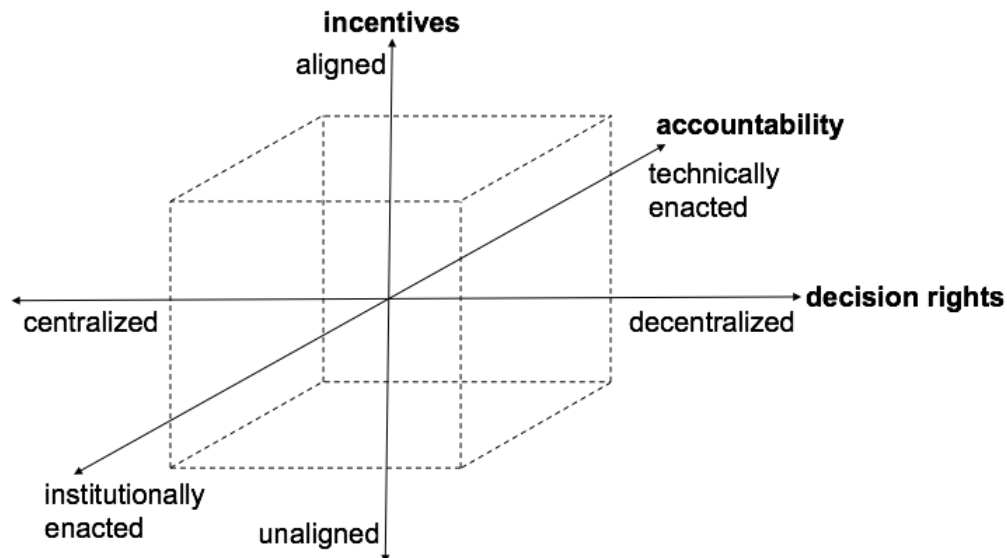 incentives
aligned
accountability
technically
enacted
decision rights
centralized
decentralized
institutionally
enacted
unaligned